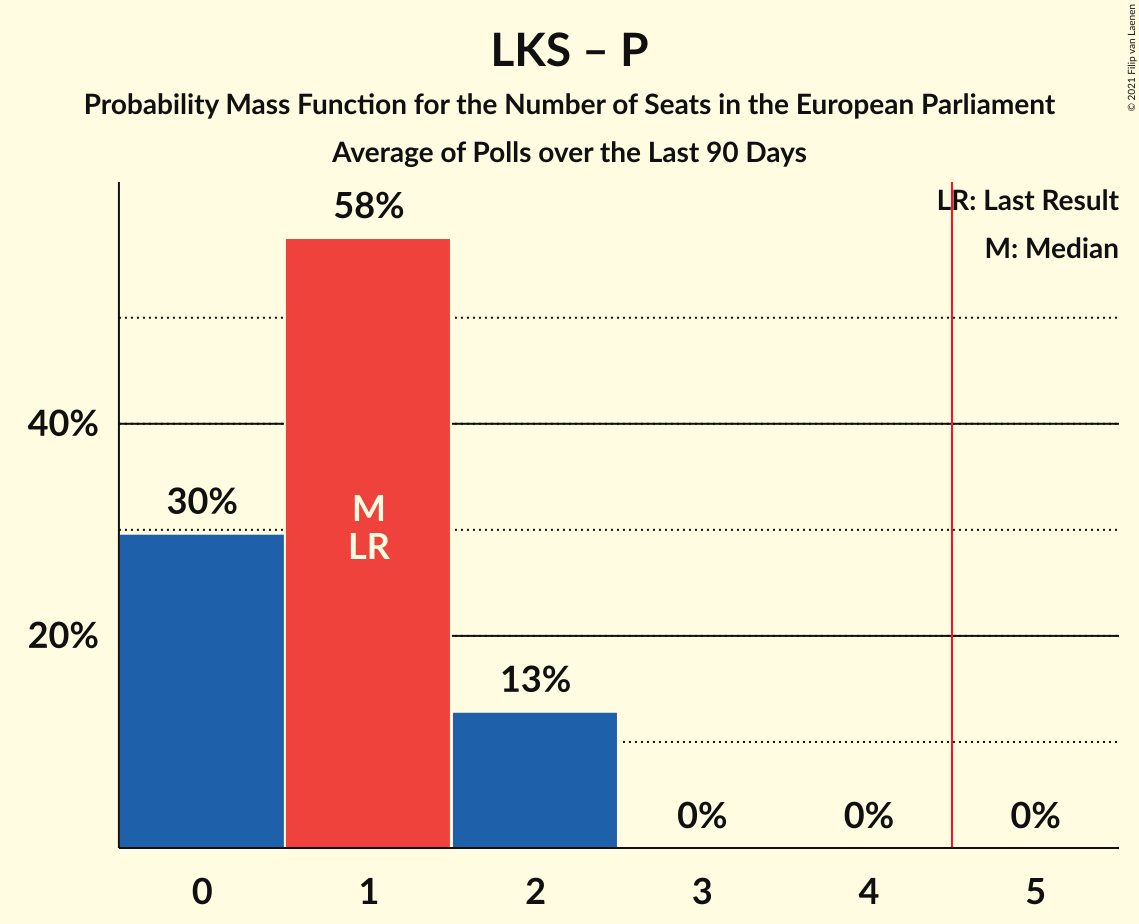 LKS – P
Probability Mass Function for the Number of Seats in the European Parliament
Average of Polls over the Last 90 Days
© 2021 Filip van Laenen
LR: Last Result
M: Median
58%
40%
30%
M
LR
20%
13%
0%
0%
0%
0
1
2
3
4
5